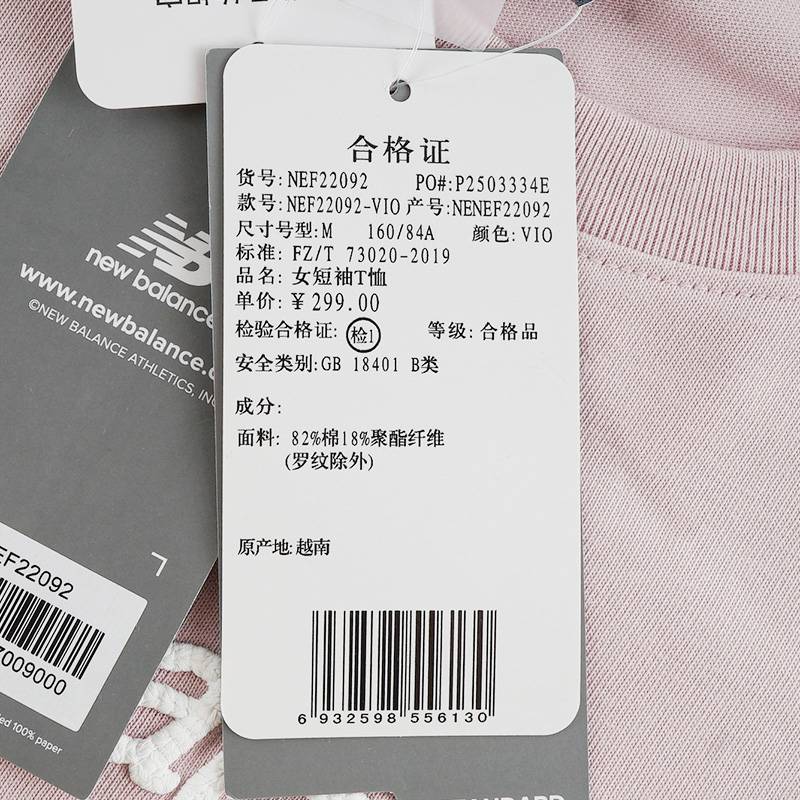 合格证
货号:NEF22092 PO#:P2503334E
款号:NEF22092-VIO 产号:NENEF22092
尺寸号型:M 160/84A 颜色:VIO
标准: FZ/T 73020-2019
品名: 女短袖T恤
单价:￥299.00
检验合格证: 检1 等级:合格品
安全类别:GB 18401 B类
成分:
面料: 82%棉18%聚酯纤维
(罗纹除外)
原产地:越南
6 932598 556130
new balance
www.newbalance.c
©NEW BALANCE ATHLETICS, INC
EF22092
7009000
ed 100% paper